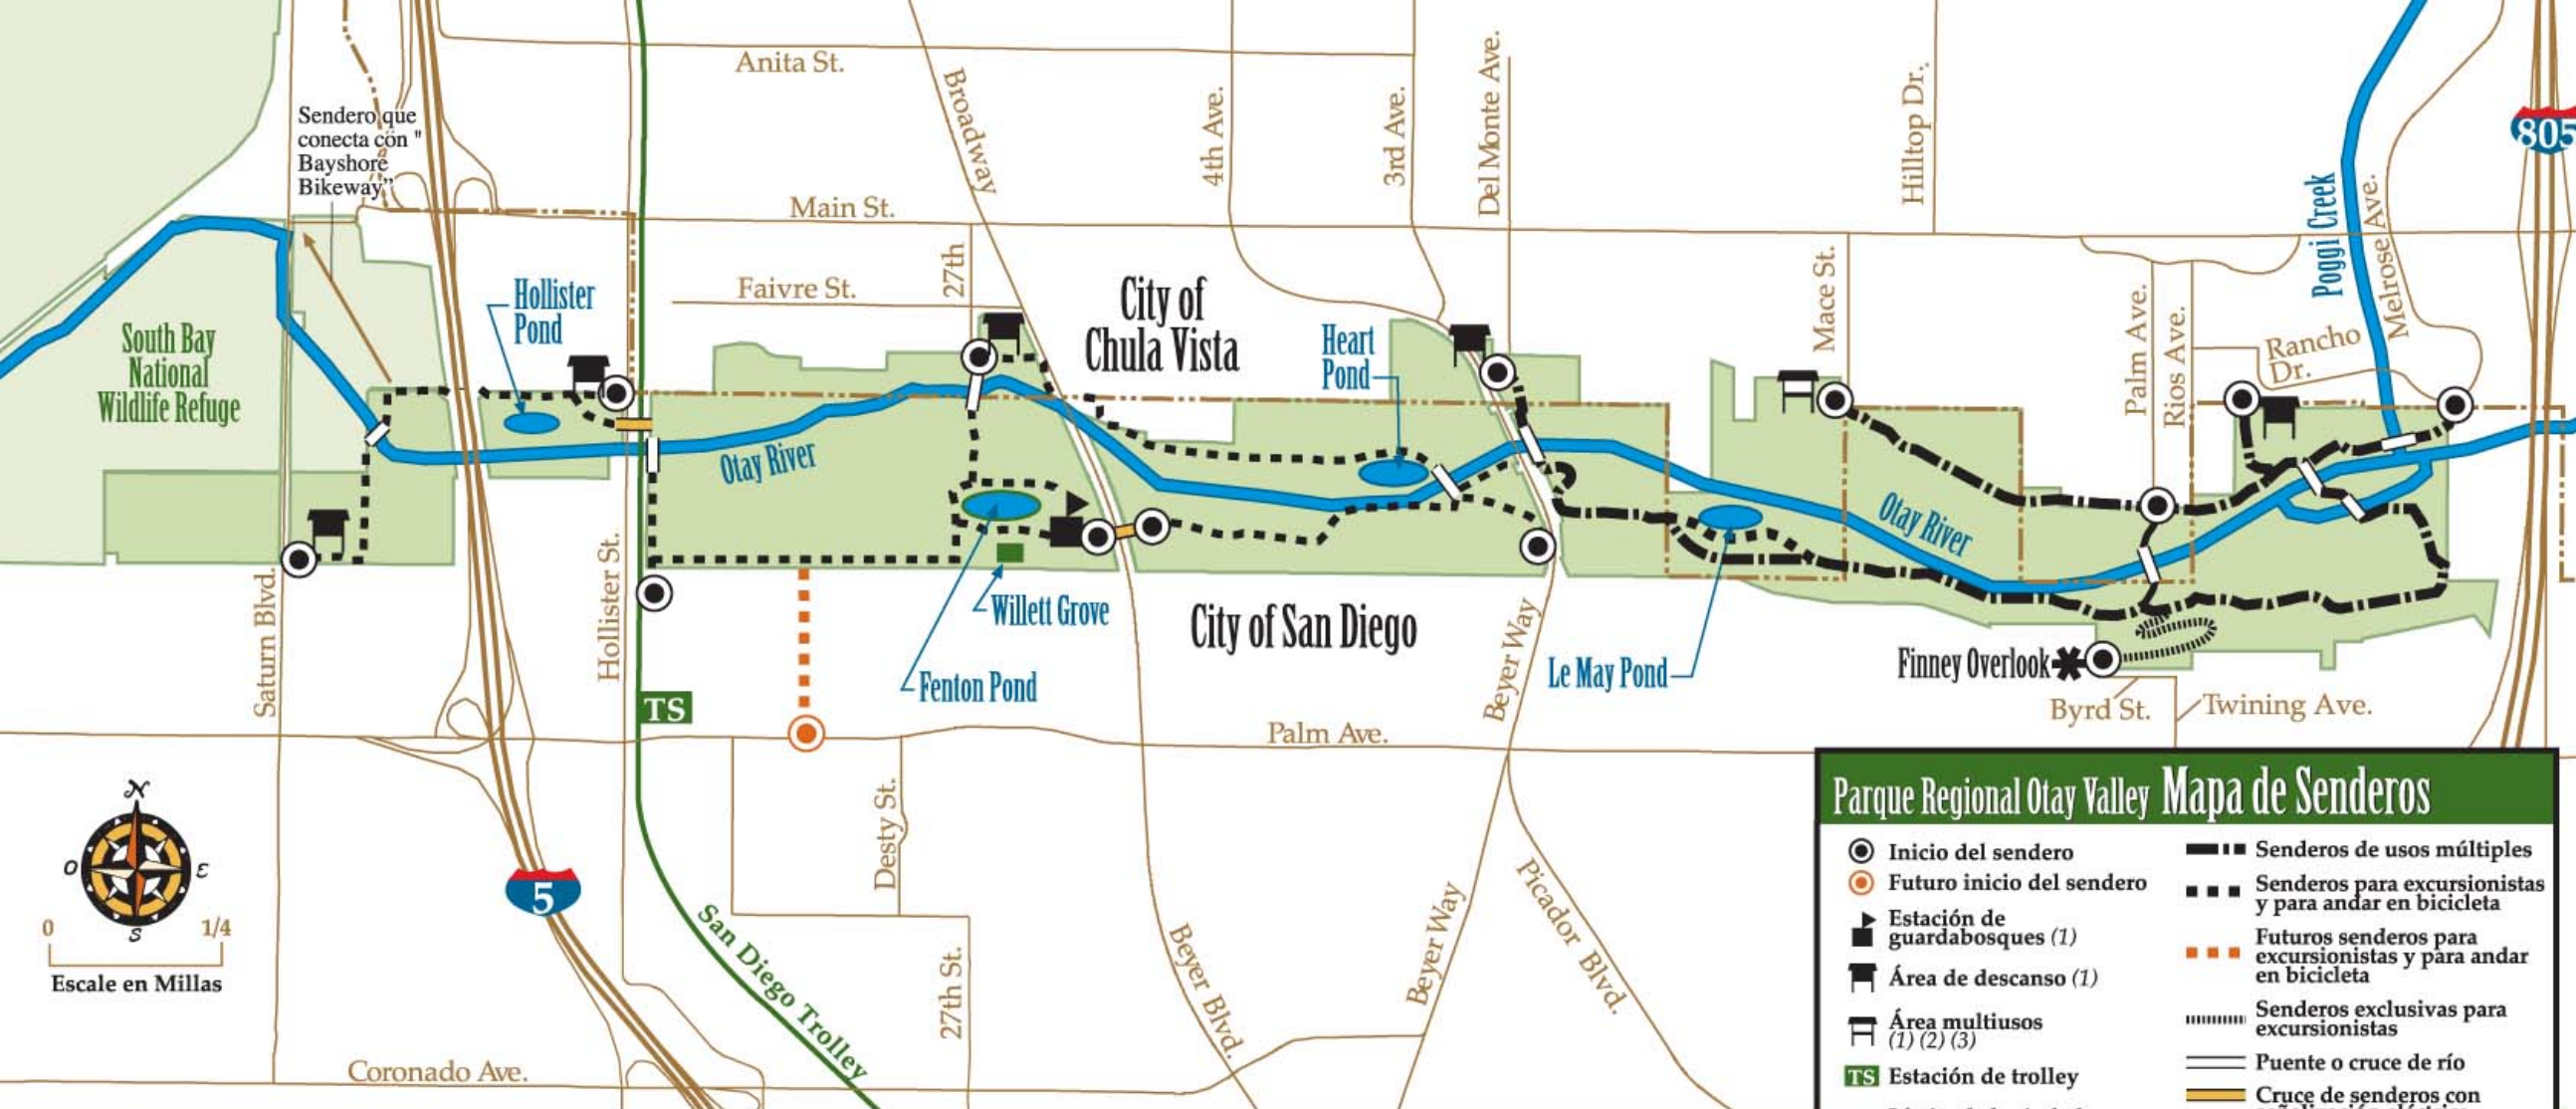 Anita St.
Broadway
4th Ave.
3rd Ave.
Del Monte Ave.
Hilltop Dr.
805
Sendero que
conecta con "
Bayshore
Bikeway”
Poggi Creek
Melrose Ave.
Main St.
27th
Mace St.
Faivre St.
Hollister
Pond
City of
Chula Vista
Heart
Pond
Palm Ave.
Rios Ave.
Rancho
Dr.
South Bay
National
Wildlife Refuge
Otay River
Otay River
Saturn Blvd.
Hollister St.
Willett Grove
City of San Diego
Beyer Way
Fenton Pond
Le May Pond
Finney Overlook
TS
Byrd St.
Twining Ave.
Palm Ave.
N
O
E
S
0
1/4
Escale en Millas
5
Desty St.
San Diego Trolley
27th St.
Beyer Blvd.
Beyer Way
Picador Blvd.
Coronado Ave.
Parque Regional Otay Valley Mapa de Senderos
Inicio del sendero
Futuro inicio del sendero
Estación de
guardabosques (1)
Área de descanso (1)
Área multiusos
(1) (2) (3)
TS Estación de trolley
Senderos de usos múltiples
Senderos para excursionistas
y para andar en bicicleta
Futuros senderos para
excursionistas y para andar
en bicicleta
Senderos exclusivas para
excursionistas
Puente o cruce de río
Cruce de senderos con